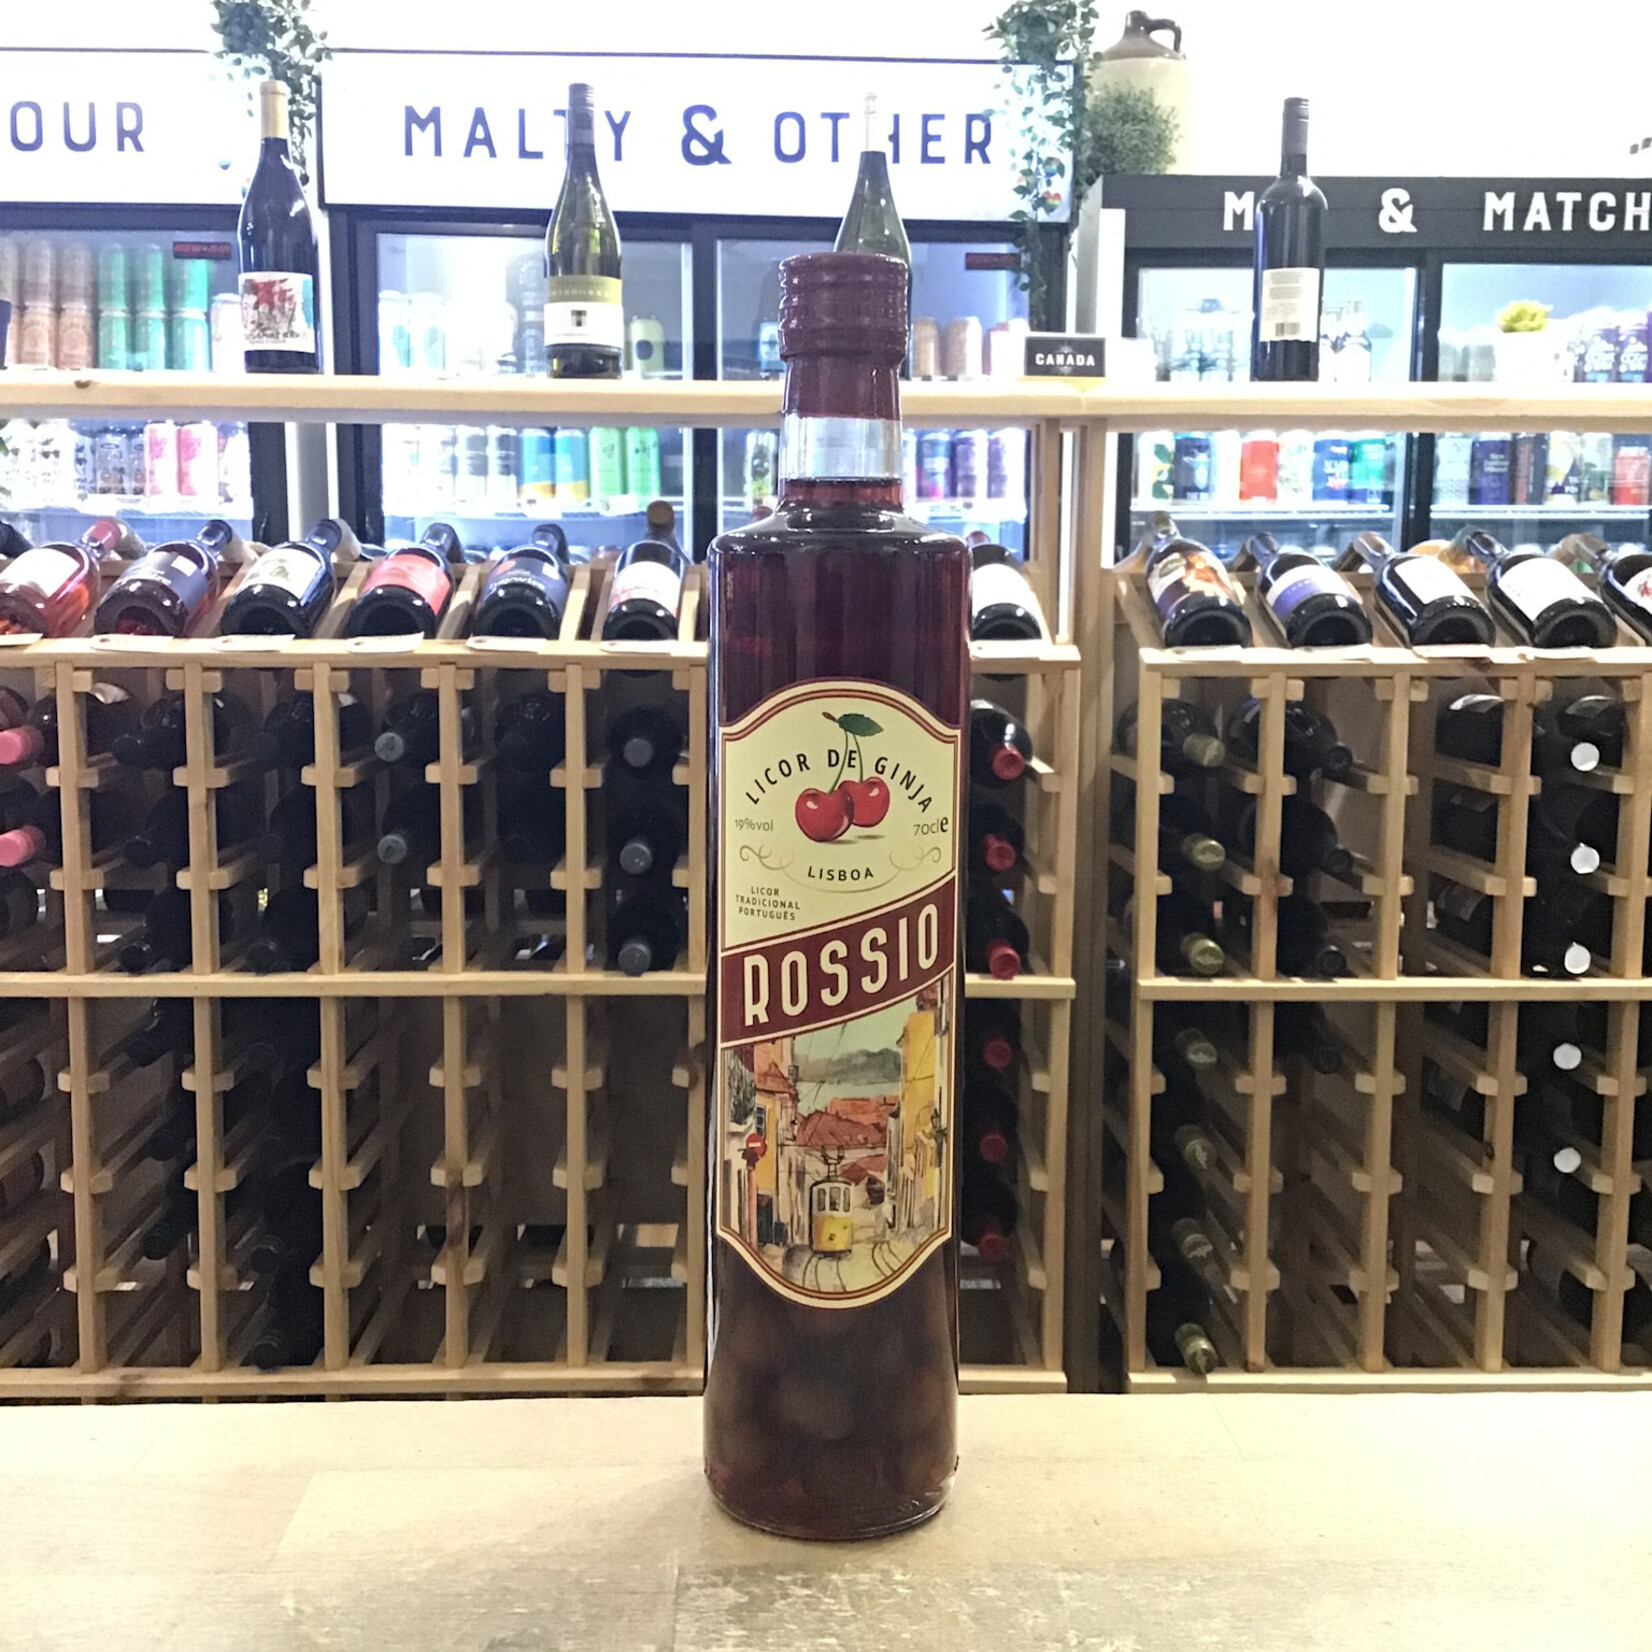 OUR
MALTY & OTHER
M & MATCH
CANADA
LICOR DE GINJA
19%vol
70cle
LISBOA
LICOR
TRADICIONAL
PORTUGUÊS
ROSSIO